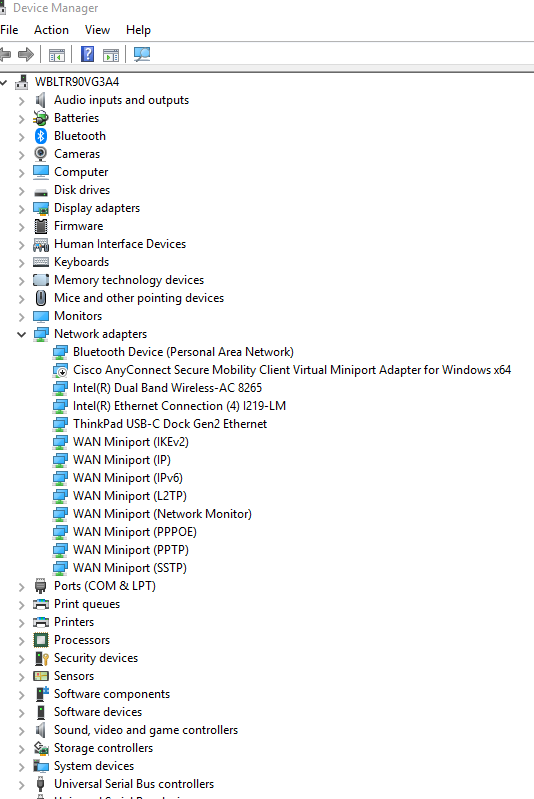 Device Manager
File Action View Help
WBLTR90VG3A4
Audio inputs and outputs
Batteries
Bluetooth
Cameras
Computer
Disk drives
Display adapters
Firmware
Human Interface Devices
Keyboards
Memory technology devices
Mice and other pointing devices
Monitors
Network adapters
Bluetooth Device (Personal Area Network)
Cisco AnyConnect Secure Mobility Client Virtual Miniport Adapter for Windows x64
Intel(R) Dual Band Wireless-AC 8265
Intel(R) Ethernet Connection (4) I219-LM
ThinkPad USB-C Dock Gen2 Ethernet
WAN Miniport (IKEv2)
WAN Miniport (IP)
WAN Miniport (IPv6)
WAN Miniport (L2TP)
WAN Miniport (Network Monitor)
WAN Miniport (PPPOE)
WAN Miniport (PPTP)
WAN Miniport (SSTP)
Ports (COM & LPT)
Print queues
Printers
Processors
Security devices
Sensors
Software components
Software devices
Sound, video and game controllers
Storage controllers
System devices
Universal Serial Bus controllers